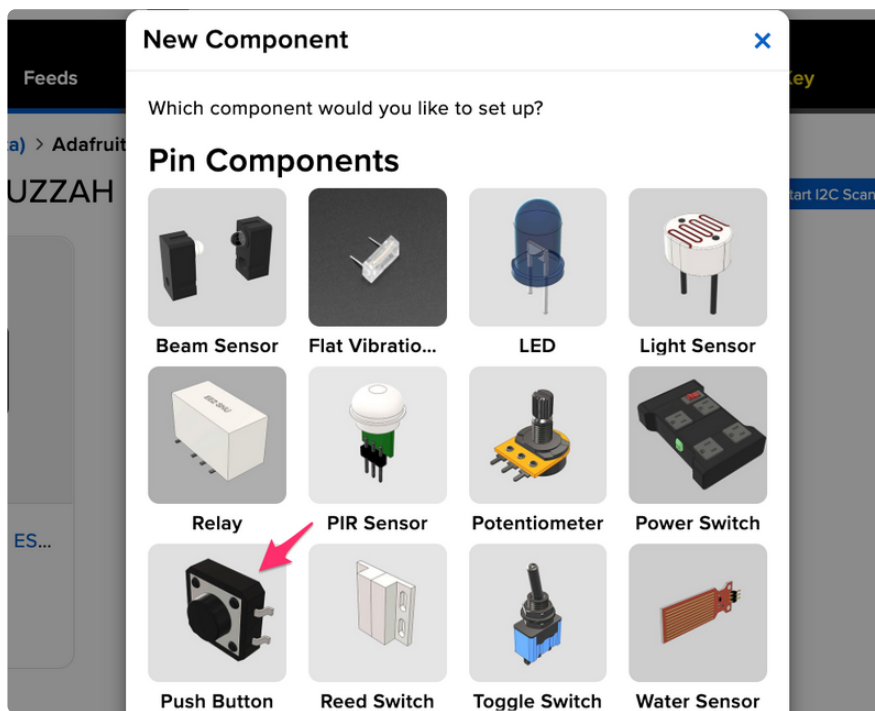 New Component
×
Feeds
Key
Which component would you like to set up?
a) > Adafruit
Pin Components
UZZAH
tart I2C Scan
Beam Sensor
Flat Vibratio...
LED
Light Sensor
Relay
PIR Sensor
Potentiometer
Power Switch
ES...
Push Button
Reed Switch
Toggle Switch
Water Sensor